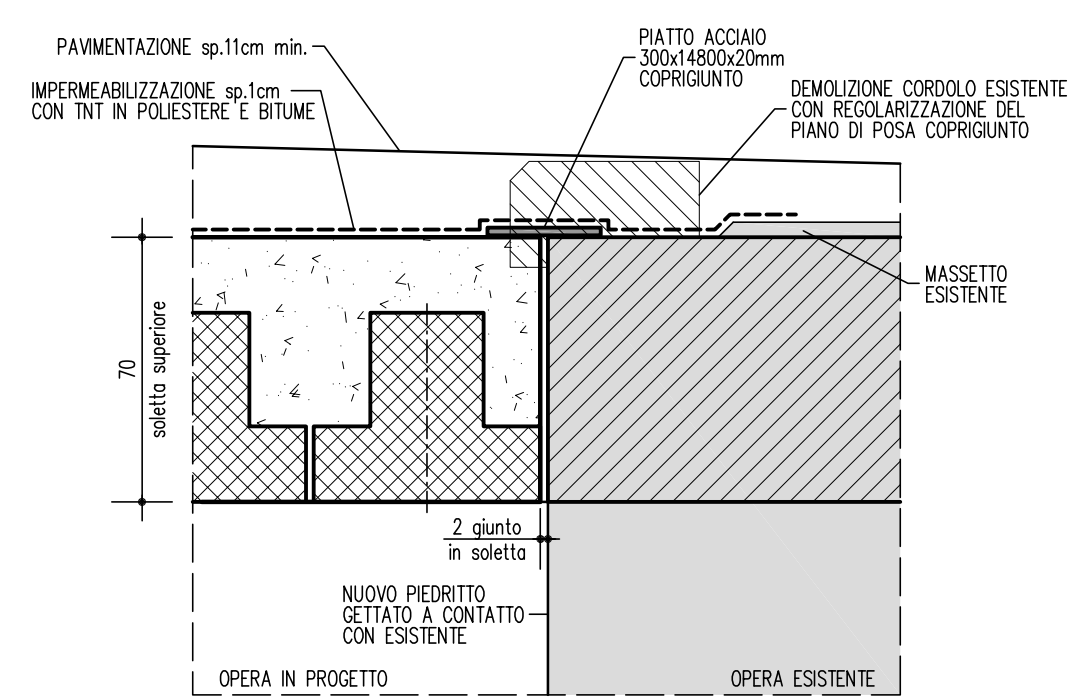 PAVIMENTAZIONE sp.11cm min.
IMPERMEABILIZZAZIONE sp.1cm
CON TNT IN POLIESTERE E BITUME
PIATTO ACCIAIO
300x14800x20mm
COPRIGIUNTO
DEMOLIZIONE CORDOLO ESISTENTE
CON REGOLARIZZAZIONE DEL
PIANO DI POSA COPRIGIUNTO
MASSETTO
ESISTENTE
70
soletta superiore
2 giunto
in soletta
NUOVO PIEDRITTO
GETTATO A CONTATTO
CON ESISTENTE
OPERA IN PROGETTO
OPERA ESISTENTE